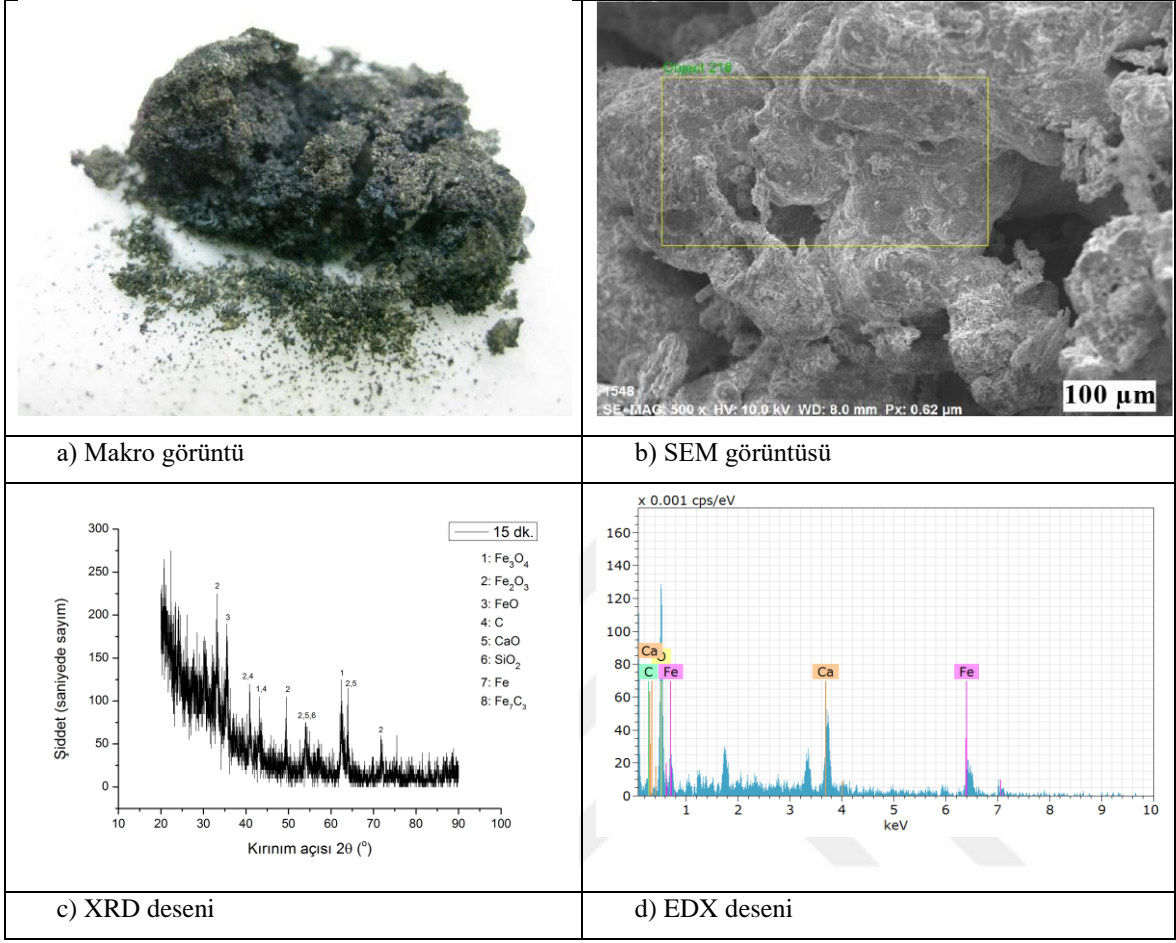 Object 218
1548
SE MAG: 500 x HV: 10.0 kV WD: 8.0 mm Px: 0.62 µm
100 µm
a) Makro görüntü
b) SEM görüntüsü
300
250
200
150
100
50
0
10 20 30 40 50 60 70 80 90 100
Şiddet (saniyede sayım)
Kırınım açısı 2θ (°)
15 dk.
1: Fe₃O₄
2: Fe₂O₃
3: FeO
4: C
5: CaO
6: SiO₂
7: Fe
8: Fe₇C₃
2
3
2,4
1,4
2
2,5,6
1
2,5
2
x 0.001 cps/eV
160
140
120
100
80
60
40
20
0
Ca O
C Fe Ca Fe
1 2 3 4 5 6 7 8 9 10
keV
c) XRD deseni
d) EDX deseni